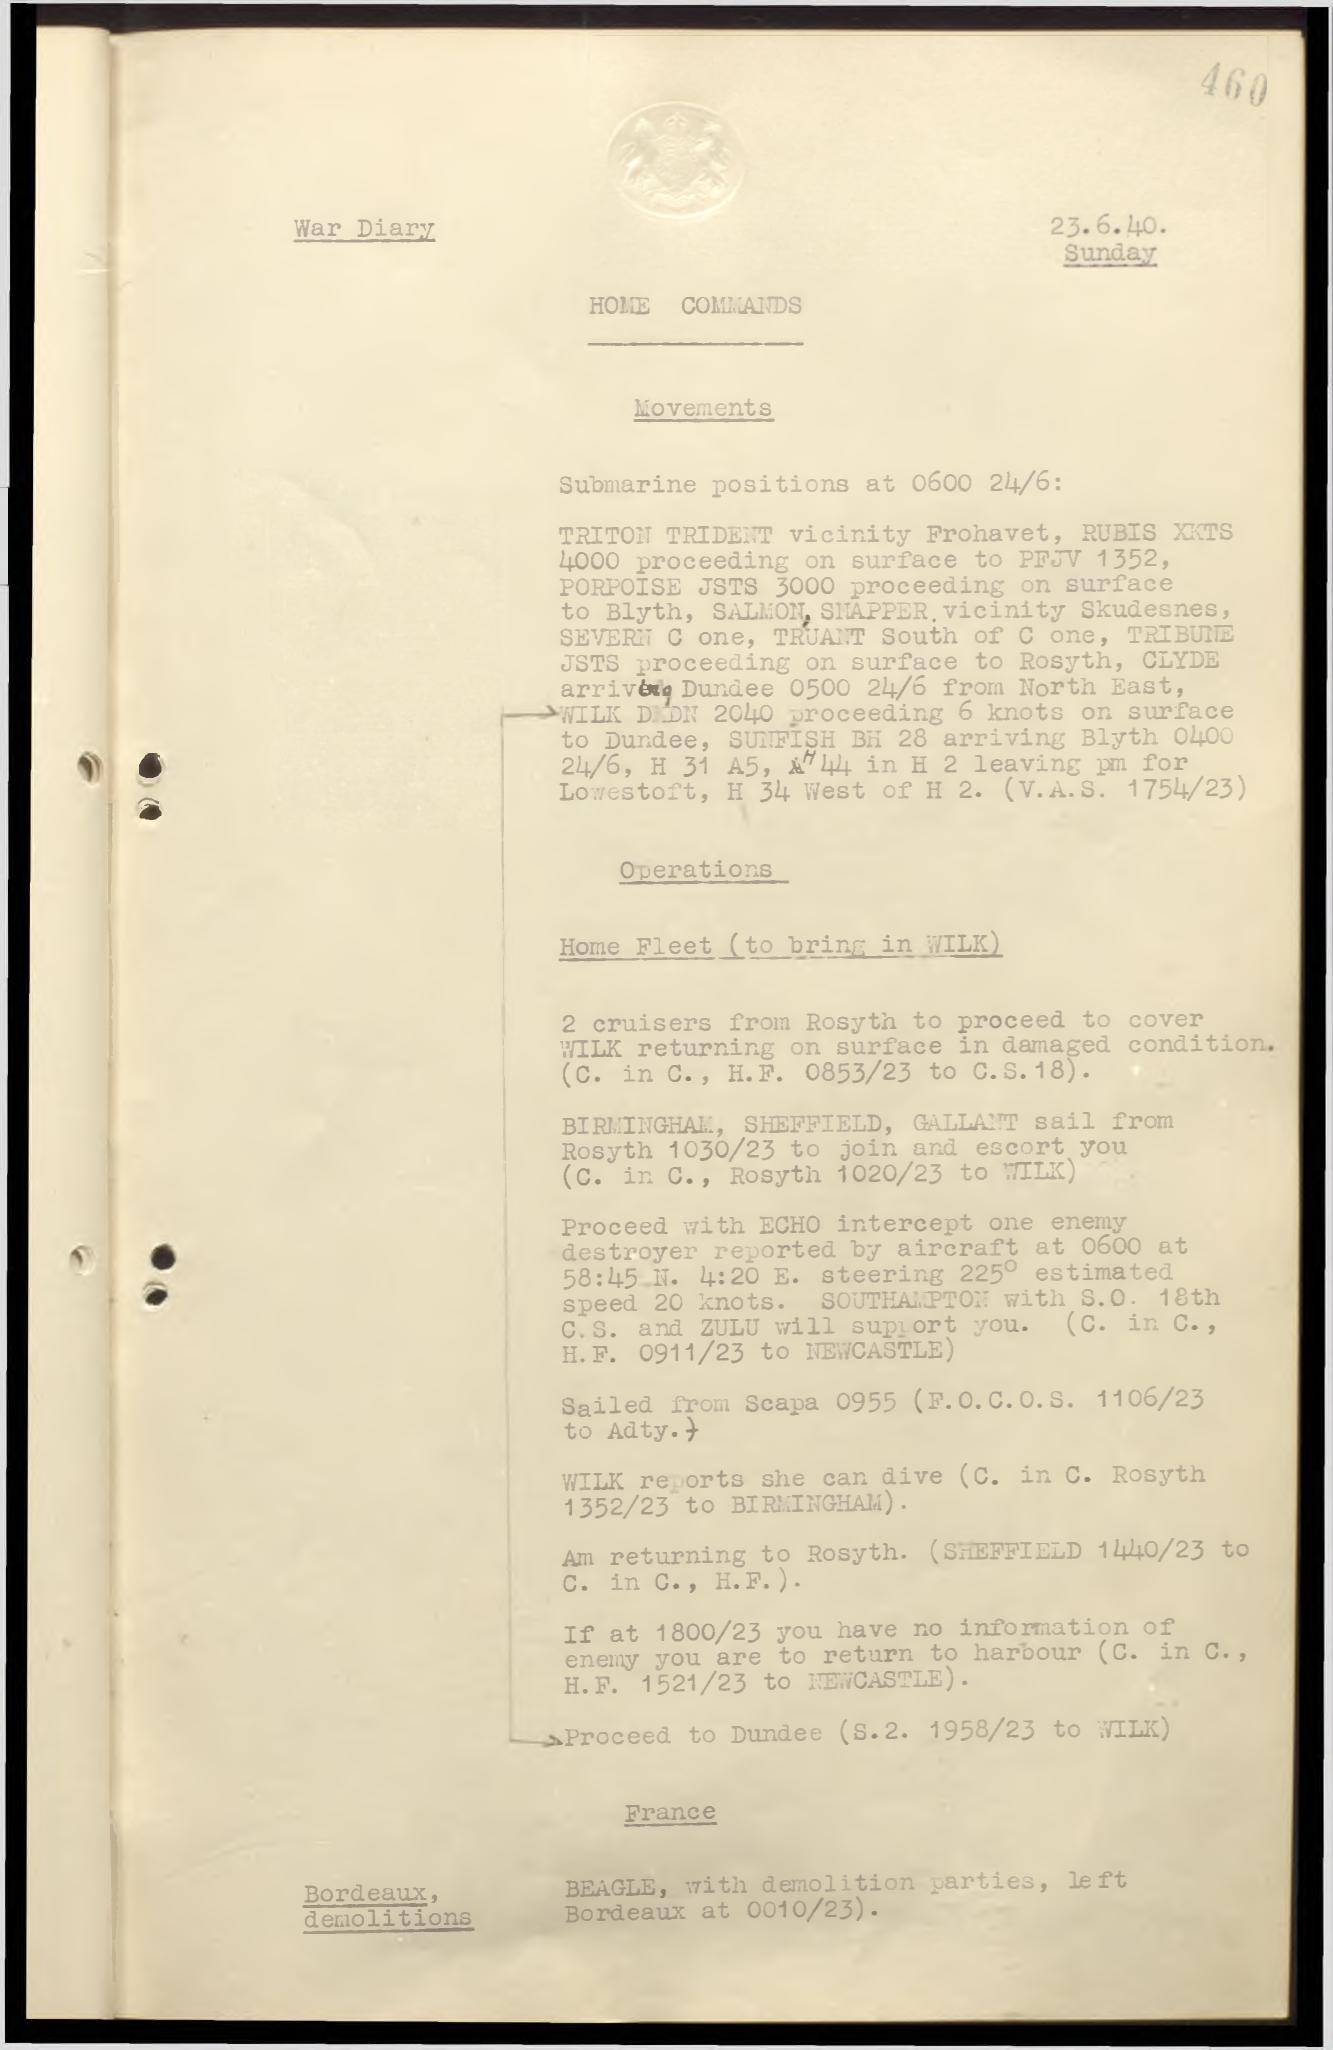 460
War Diary
23.6.40.
Sunday
HOME COMMANDS
Movements
Submarine positions at 0600 24/6:
TRITON TRIDENT vicinity Frohavet, RUBIS XKTS
4000 proceeding on surface to PFJV 1352,
PORPOISE JSTS 3000 proceeding on surface
to Blyth, SALMON, SNAPPER vicinity Skudesnes,
SEVERN C one, TRUANT South of C one, TRIBUNE
JSTS proceeding on surface to Rosyth, CLYDE
arriving Dundee 0500 24/6 from North East,
WILK 2040 proceeding 6 knots on surface
to Dundee, SUNFISH BH 28 arriving Blyth 0400
24/6, H 31 A5, H 44 in H 2 leaving pm for
Lowestoft, H 34 West of H 2. (V.A.S. 1754/23)
Operations
Home Fleet (to bring in WILK)
2 cruisers from Rosyth to proceed to cover
WILK returning on surface in damaged condition.
(C. in C., H.F. 0853/23 to C.S.18).
BIRMINGHAM, SHEFFIELD, GALLANT sail from
Rosyth 1030/23 to join and escort you
(C. in C., Rosyth 1020/23 to WILK)
Proceed with ECHO intercept one enemy
destroyer reported by aircraft at 0600 at
58:45 N. 4:20 E. steering 225° estimated
speed 20 knots. SOUTHAMPTON with S.O. 18th
C.S. and ZULU will support you. (C. in C.,
H.F. 0911/23 to NEWCASTLE)
Sailed from Scapa 0955 (F.O.C.O.S. 1106/23
to Adty.)
WILK reports she can dive (C. in C. Rosyth
1352/23 to BIRMINGHAM).
Am returning to Rosyth. (SHEFFIELD 1440/23 to
C. in C., H.F.).
If at 1800/23 you have no information of
enemy you are to return to harbour (C. in C.,
H.F. 1521/23 to NEWCASTLE).
Proceed to Dundee (S.2. 1958/23 to WILK)
France
Bordeaux,
demolitions
BEAGLE, with demolition parties, left
Bordeaux at 0010/23).